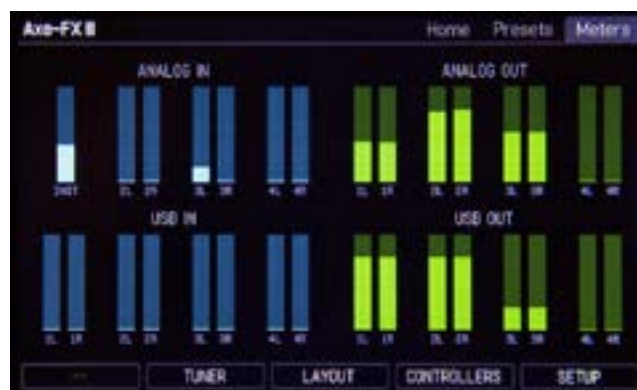 Axe-FX III Home Presets Meters
ANALOG IN ANALOG OUT
INST 2L 2R 3L 3R 4L 4R 1L 1R 2L 2R 3L 3R 4L 4R
USB IN USB OUT
1L 1R 2L 2R 3L 3R 4L 4R 1L 1R 2L 2R 3L 3R 4L 4R
-- TUNER LAYOUT CONTROLLERS SETUP